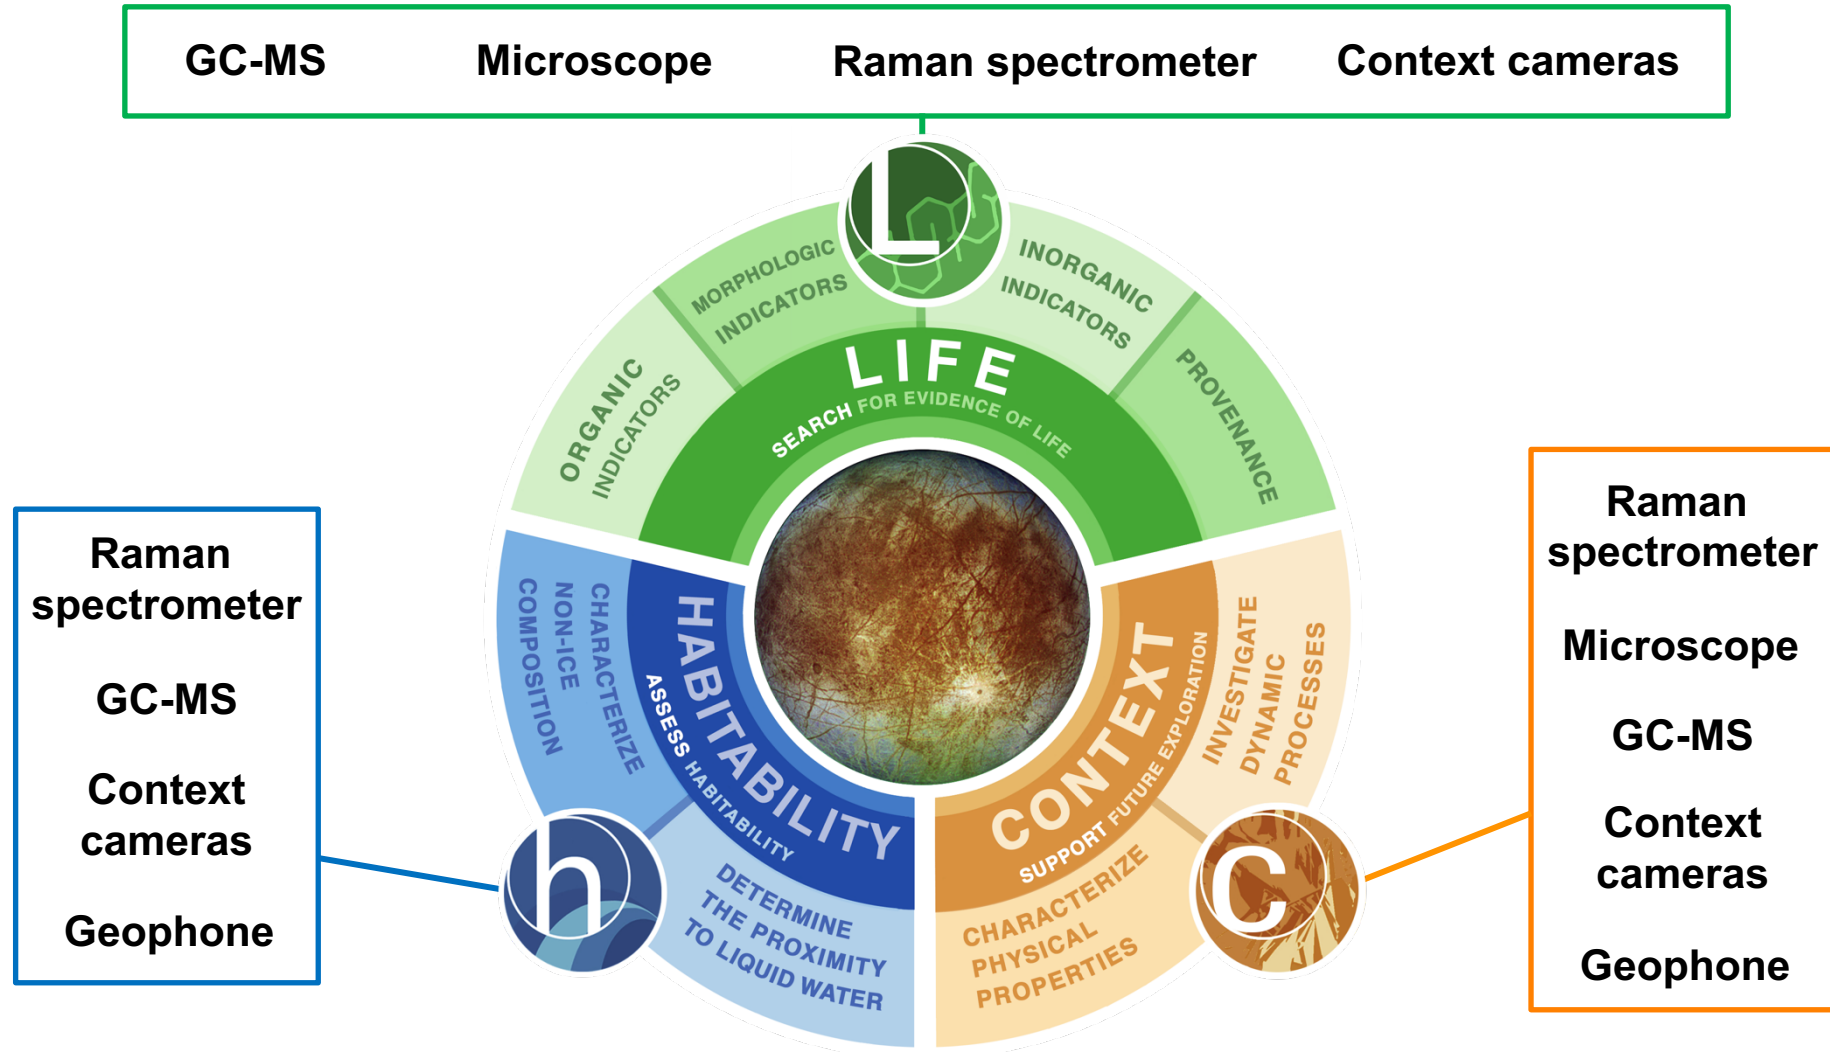 GC-MS Microscope Raman spectrometer Context cameras
L
ORGANIC
INDICATORS
MORPHOLOGIC
INDICATORS
INORGANIC
INDICATORS
PROVENANCE
LIFE
SEARCH FOR EVIDENCE OF LIFE
Raman
spectrometer
GC-MS
Context
cameras
Geophone
CHARACTERIZE
NON-ICE
COMPOSITION
HABITABILITY
ASSESS HABITABILITY
h
DETERMINE
THE PROXIMITY
TO LIQUID WATER
CONTEXT
SUPPORT FUTURE EXPLORATION
INVESTIGATE
DYNAMIC
PROCESSES
C
CHARACTERIZE
PHYSICAL
PROPERTIES
Raman
spectrometer
Microscope
GC-MS
Context
cameras
Geophone